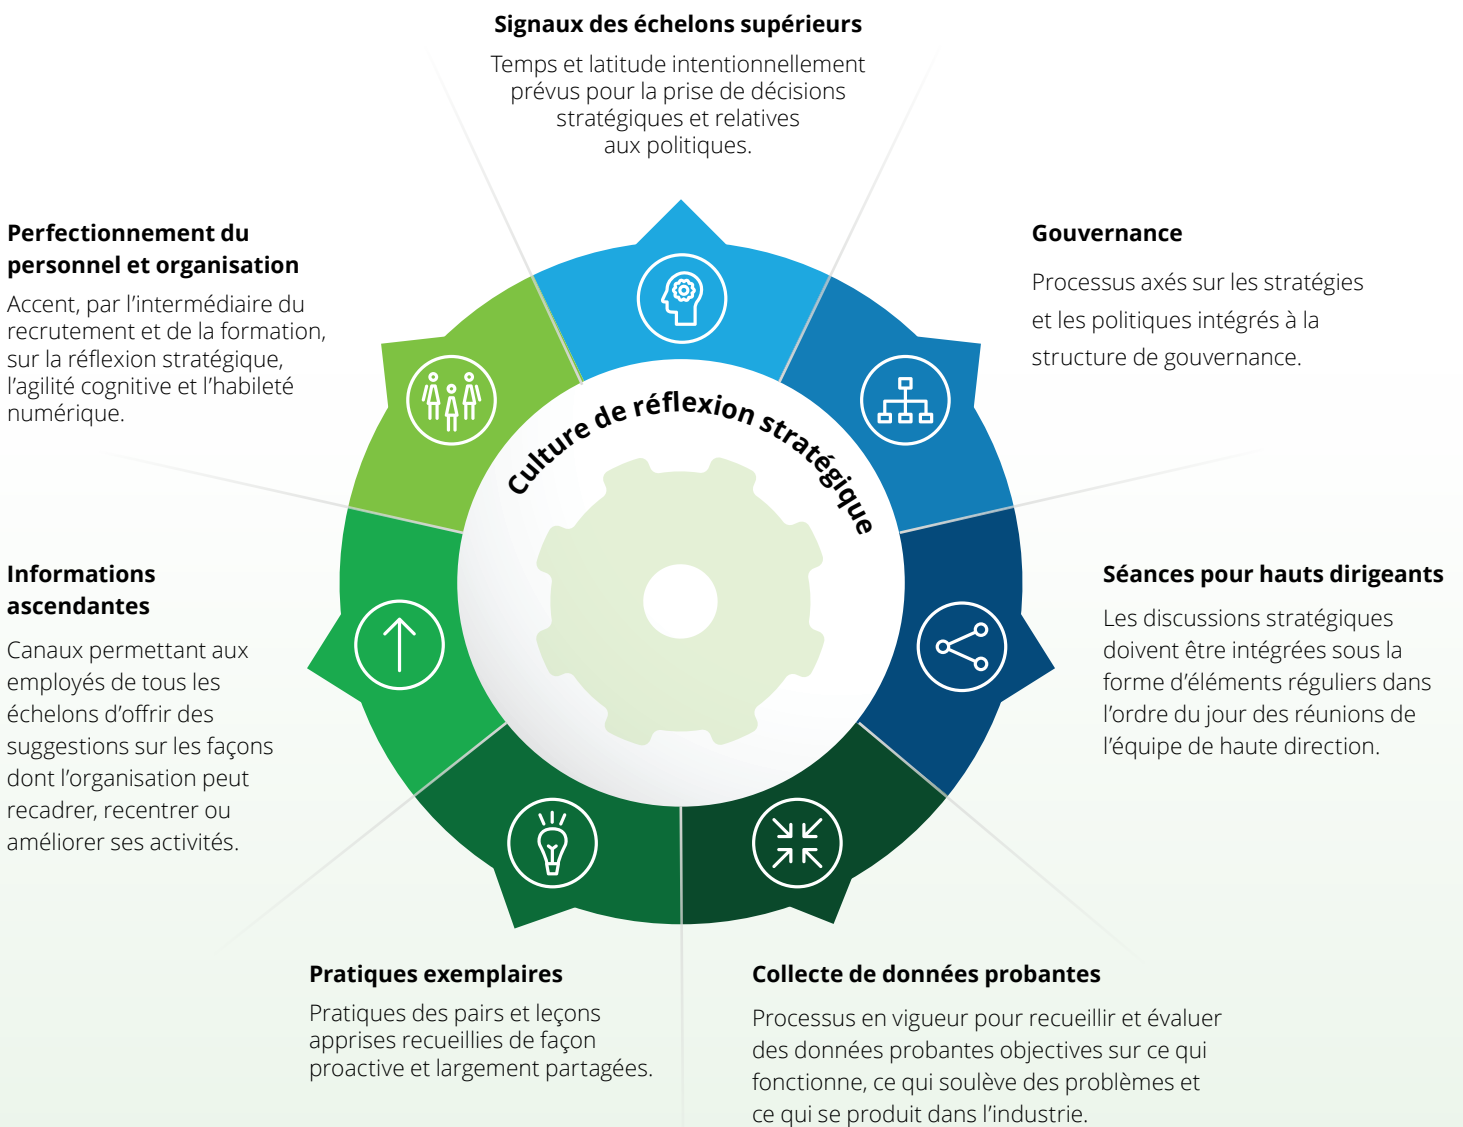 Signaux des échelons supérieurs
Temps et latitude intentionnellement
prévus pour la prise de décisions
stratégiques et relatives
aux politiques.
Gouvernance
Processus axés sur les stratégies
et les politiques intégrés à la
structure de gouvernance.
Séances pour hauts dirigeants
Les discussions stratégiques
doivent être intégrées sous la
forme d’éléments réguliers dans
l’ordre du jour des réunions de
l’équipe de haute direction.
Collecte de données probantes
Processus en vigueur pour recueillir et évaluer
des données probantes objectives sur ce qui
fonctionne, ce qui soulève des problèmes et
ce qui se produit dans l’industrie.
Pratiques exemplaires
Pratiques des pairs et leçons
apprises recueillies de façon
proactive et largement partagées.
Informations
ascendantes
Canaux permettant aux
employés de tous les
échelons d’offrir des
suggestions sur les façons
dont l’organisation peut
recadrer, recentrer ou
améliorer ses activités.
Perfectionnement du
personnel et organisation
Accent, par l’intermédiaire du
recrutement et de la formation,
sur la réflexion stratégique,
l’agilité cognitive et l’habileté
numérique.
Culture de réflexion stratégique